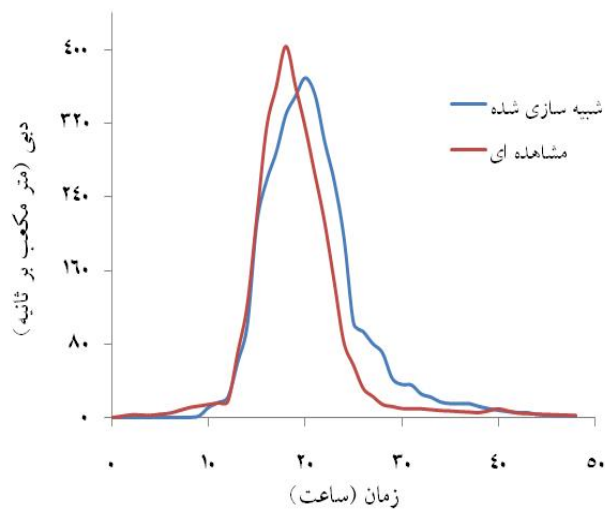 ۴۰۰
۳۲۰
۲۴۰
۱۶۰
۸۰
۰
دبی (متر مکعب بر ثانیه)
شبیه سازی شده
مشاهده ای
۰ ۱۰ ۲۰ ۳۰ ۴۰ ۵۰
زمان (ساعت)